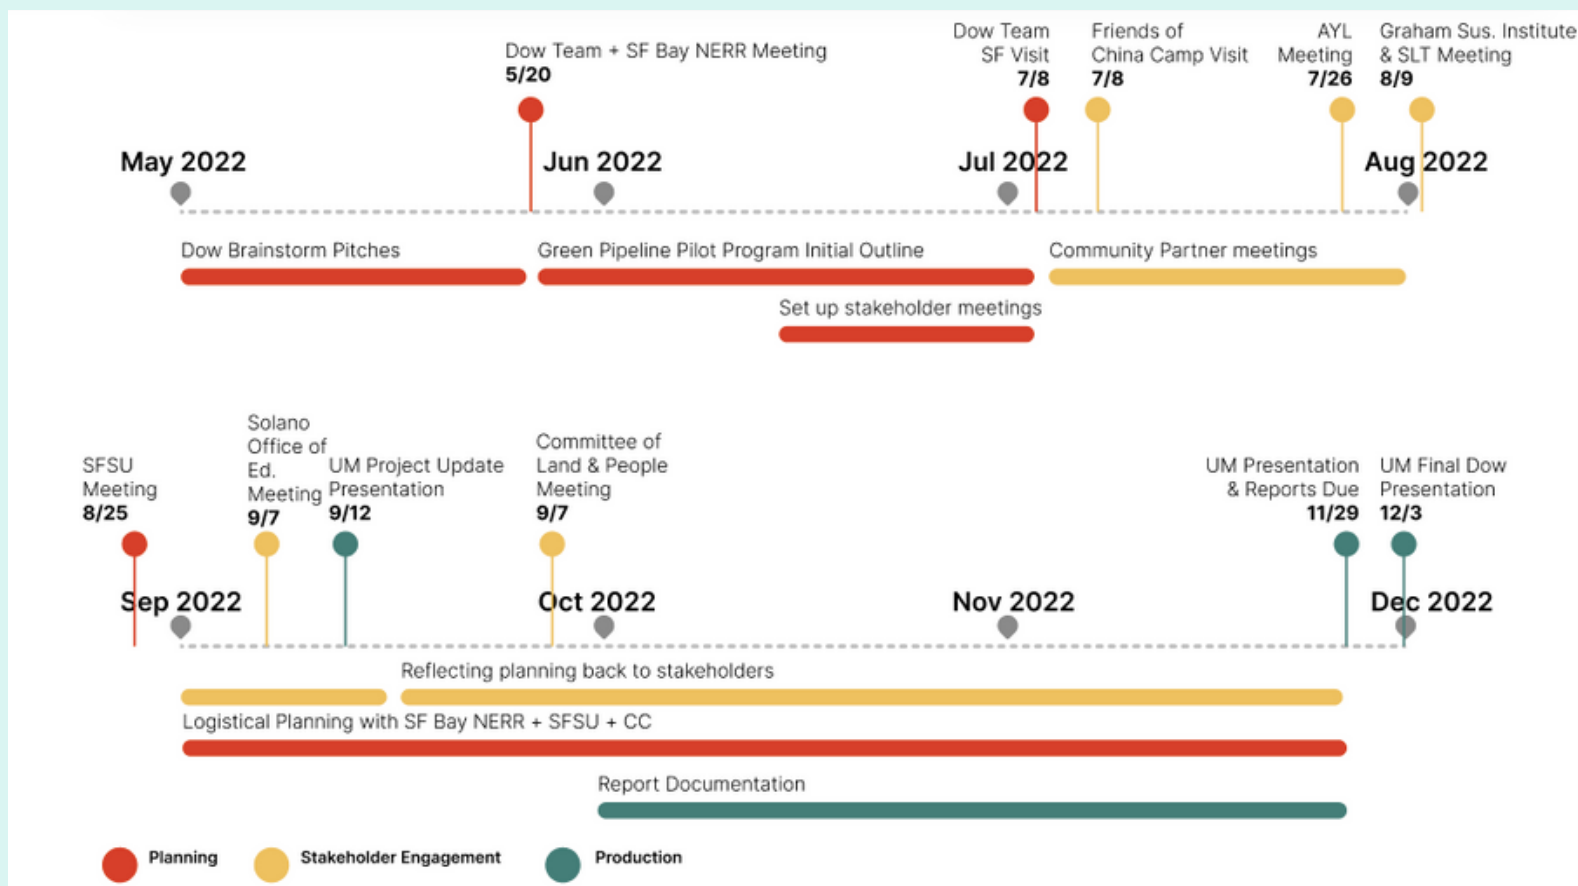 Dow Team + SF Bay NERR Meeting
5/20
Dow Team
SF Visit
7/8
Friends of
China Camp Visit
7/8
AYL
Meeting
7/26
Graham Sus. Institute
& SLT Meeting
8/9
May 2022
Jun 2022
Jul 2022
Aug 2022
Dow Brainstorm Pitches
Green Pipeline Pilot Program Initial Outline
Community Partner meetings
Set up stakeholder meetings
SFSU
Meeting
8/25
Solano
Office of
Ed.
Meeting
9/7
UM Project Update
Presentation
9/12
Committee of
Land & People
Meeting
9/7
UM Presentation
& Reports Due
11/29
UM Final Dow
Presentation
12/3
Sep 2022
Oct 2022
Nov 2022
Dec 2022
Reflecting planning back to stakeholders
Logistical Planning with SF Bay NERR + SFSU + CC
Report Documentation
Planning
Stakeholder Engagement
Production